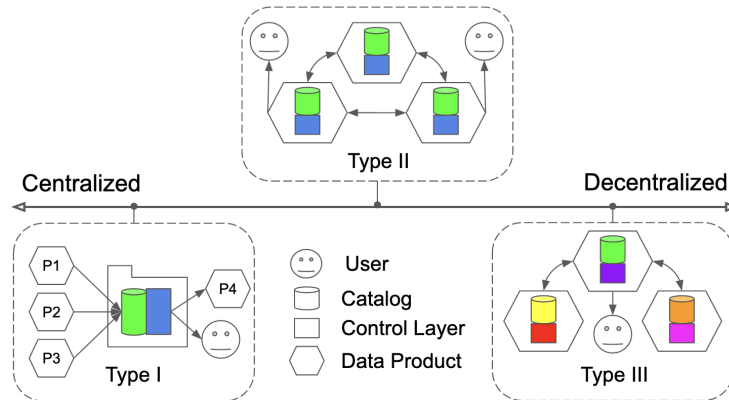 Type II
Centralized
Decentralized
P1
P2
P3
P4
Type I
User
Catalog
Control Layer
Data Product
Type III